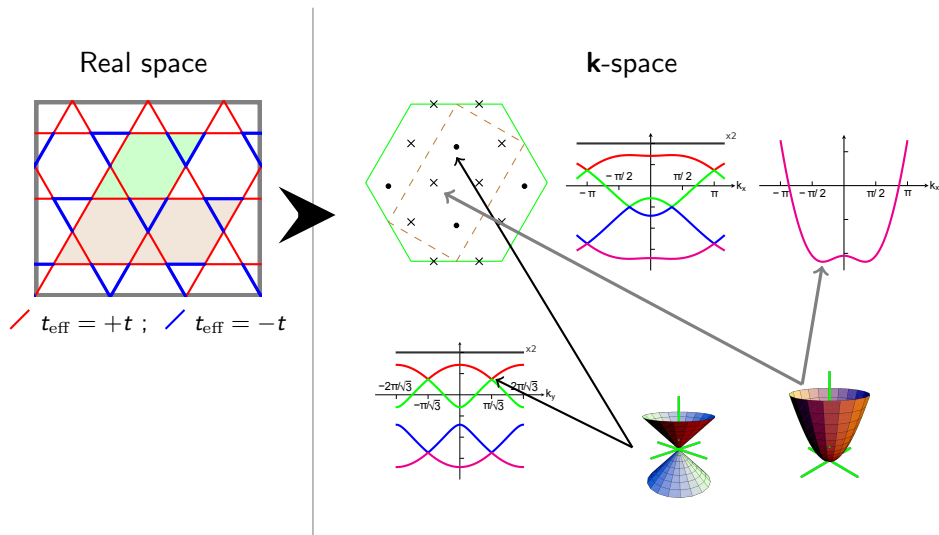 Real space
k-space
t_eff = +t ; t_eff = −t
x2
− π
− π/ 2
π/ 2
π
k_x
− π
− π/ 2
π/ 2
π
k_x
x2
−2π/√3
−π/√3
π/√3
2π/√3
k_y